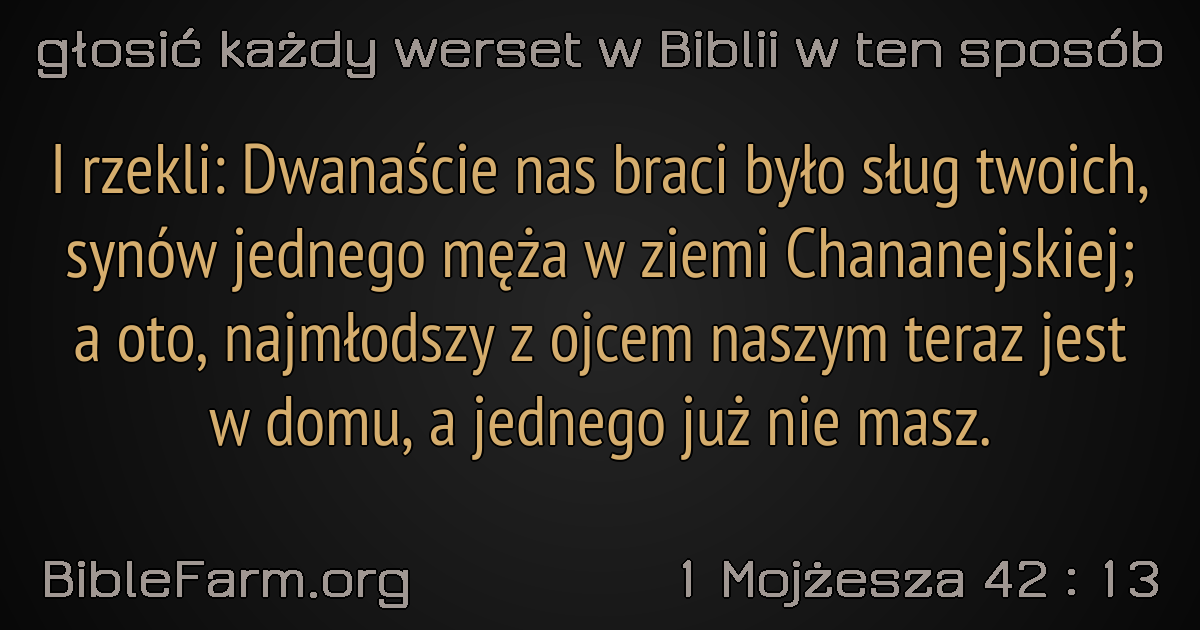 głosić każdy werset w Biblii w ten sposób
I rzekli: Dwanaście nas braci było sług twoich,
synów jednego męża w ziemi Chananejskiej;
a oto, najmłodszy z ojcem naszym teraz jest
w domu, a jednego już nie masz.
BibleFarm.org
1 Mojżesza 42 : 13